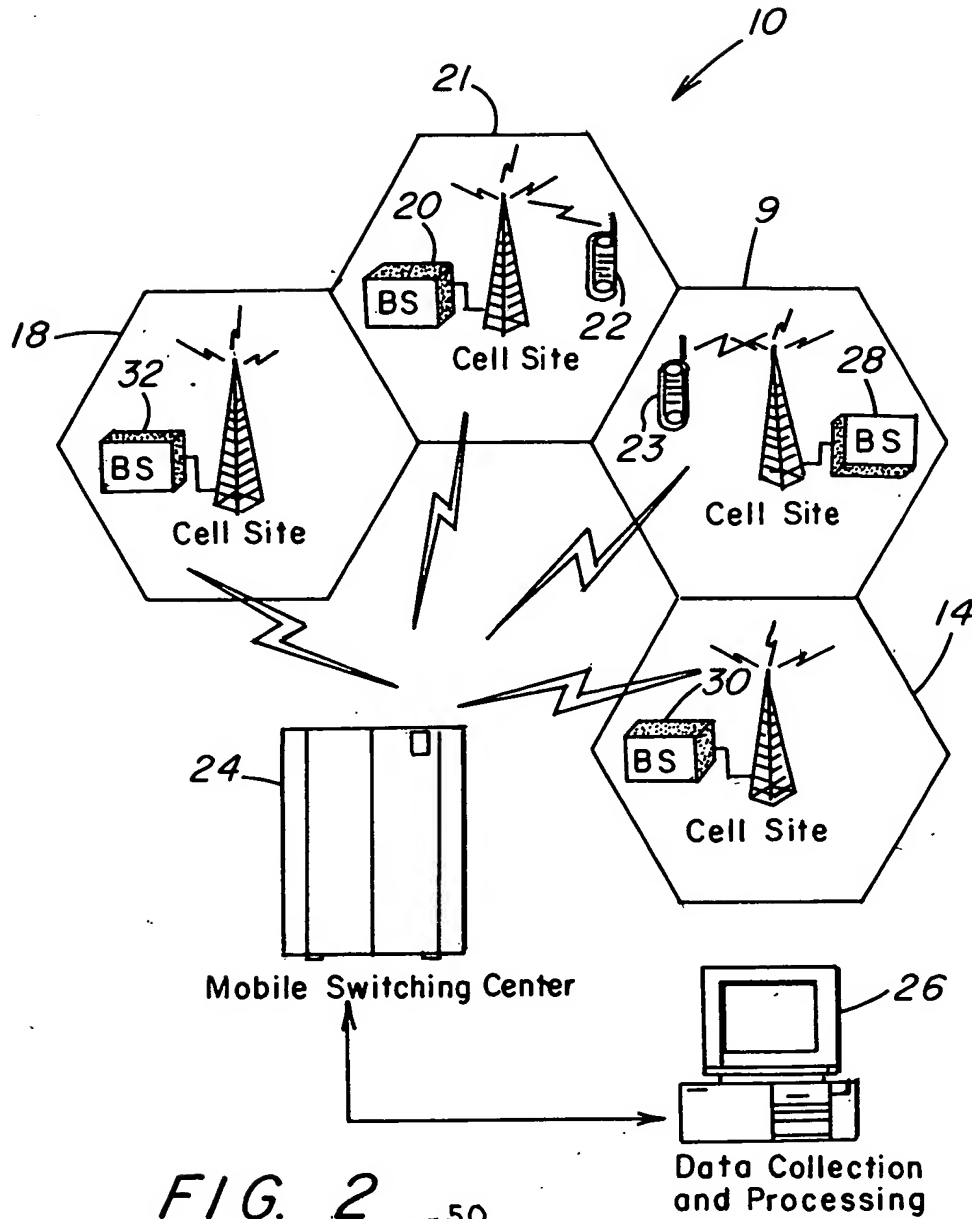 10
21
20
BS
Cell Site
22
9
18
32
BS
Cell Site
23
28
BS
Cell Site
14
30
BS
Cell Site
24
Mobile Switching Center
26
Data Collection
and Processing
FIG. 2
50